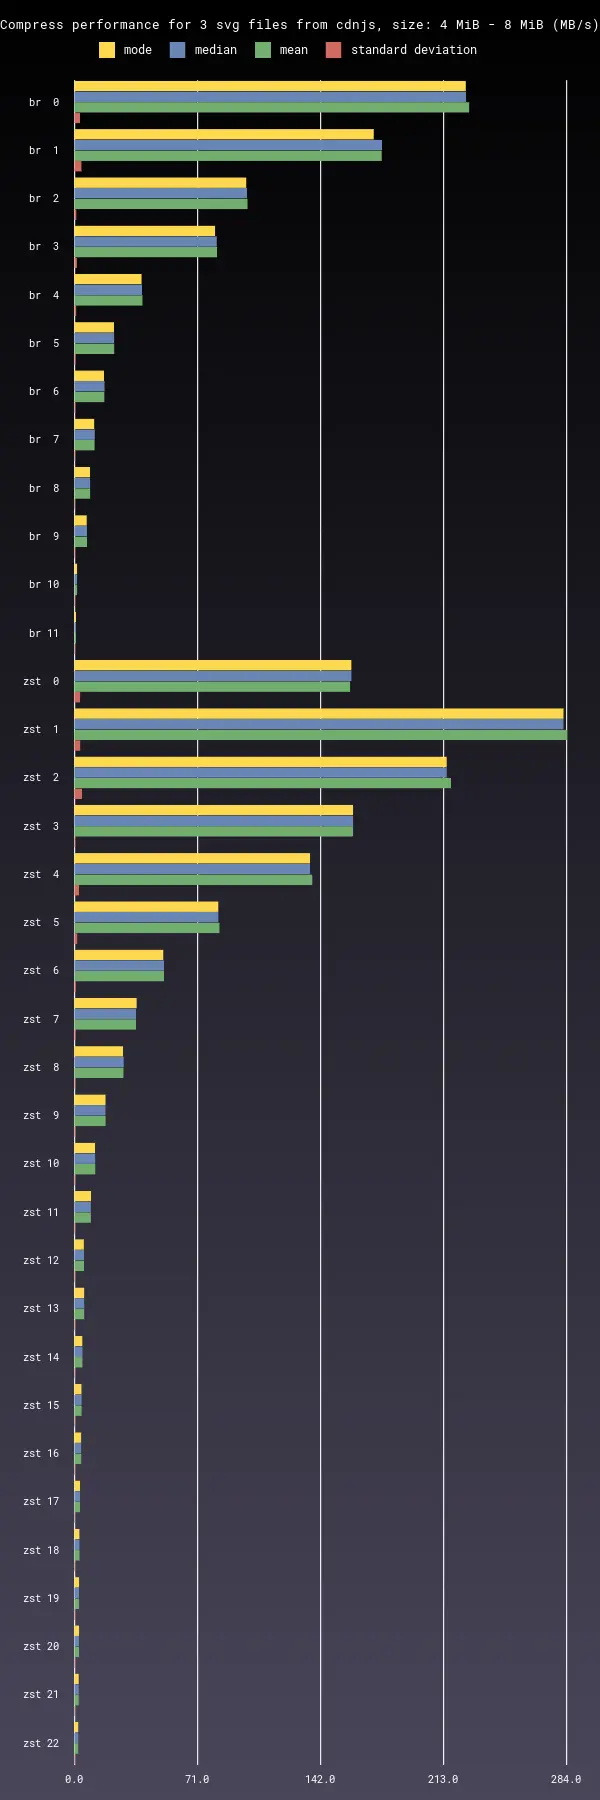 Compress performance for 3 svg files from cdnjs, size: 4 MiB - 8 MiB (MB/s)
mode median mean standard deviation
br 0
br 1
br 2
br 3
br 4
br 5
br 6
br 7
br 8
br 9
br 10
br 11
zst 0
zst 1
zst 2
zst 3
zst 4
zst 5
zst 6
zst 7
zst 8
zst 9
zst 10
zst 11
zst 12
zst 13
zst 14
zst 15
zst 16
zst 17
zst 18
zst 19
zst 20
zst 21
zst 22
0.0 71.0 142.0 213.0 284.0